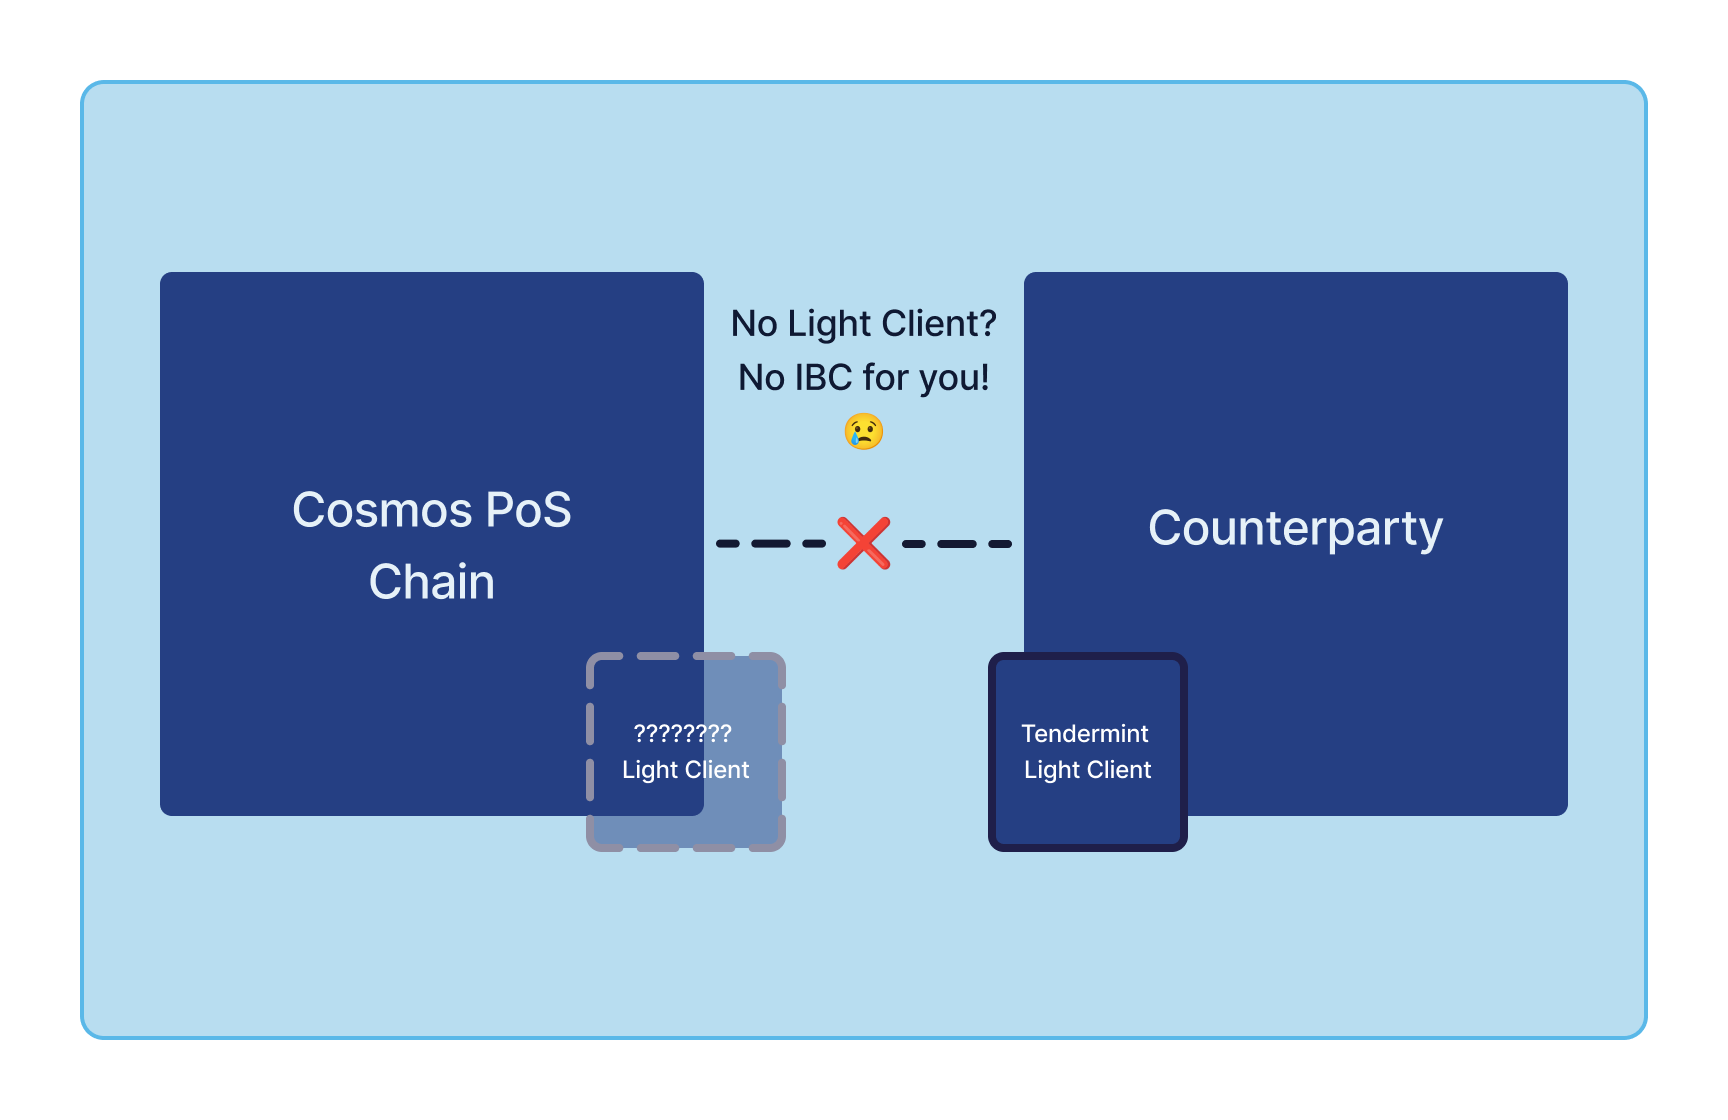 No Light Client?
No IBC for you!
😢
Cosmos PoS
Chain
❌
Counterparty
????????
Light Client
Tendermint
Light Client